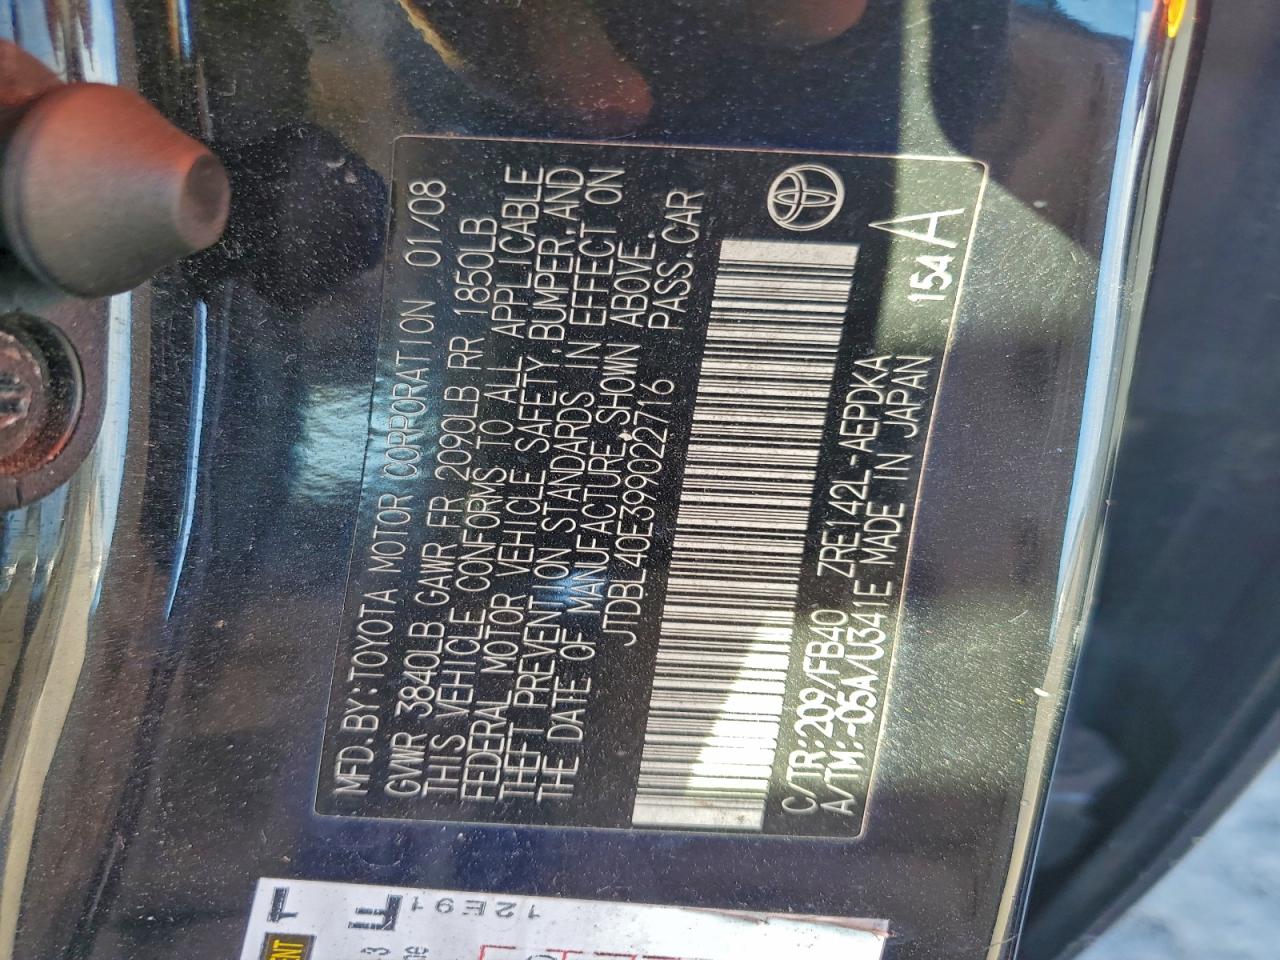 MFD.BY:TOYOTA MOTOR CORPORATION 01/08
GVWR 3840LB GAWR FR 2090LB RR 1850LB
THIS VEHICLE CONFORMS TO ALL APPLICABLE
FEDERAL MOTOR VEHICLE SAFETY,BUMPER,AND
THEFT PREVENTION STANDARDS IN EFFECT ON
THE DATE OF MANUFACTURE SHOWN ABOVE.
JTDBL40E399022716 PASS.CAR
C/TR:209/FB40 ZRE142L-AEPDKA
A/TM:-05A/U341E MADE IN JAPAN
154A
12E91